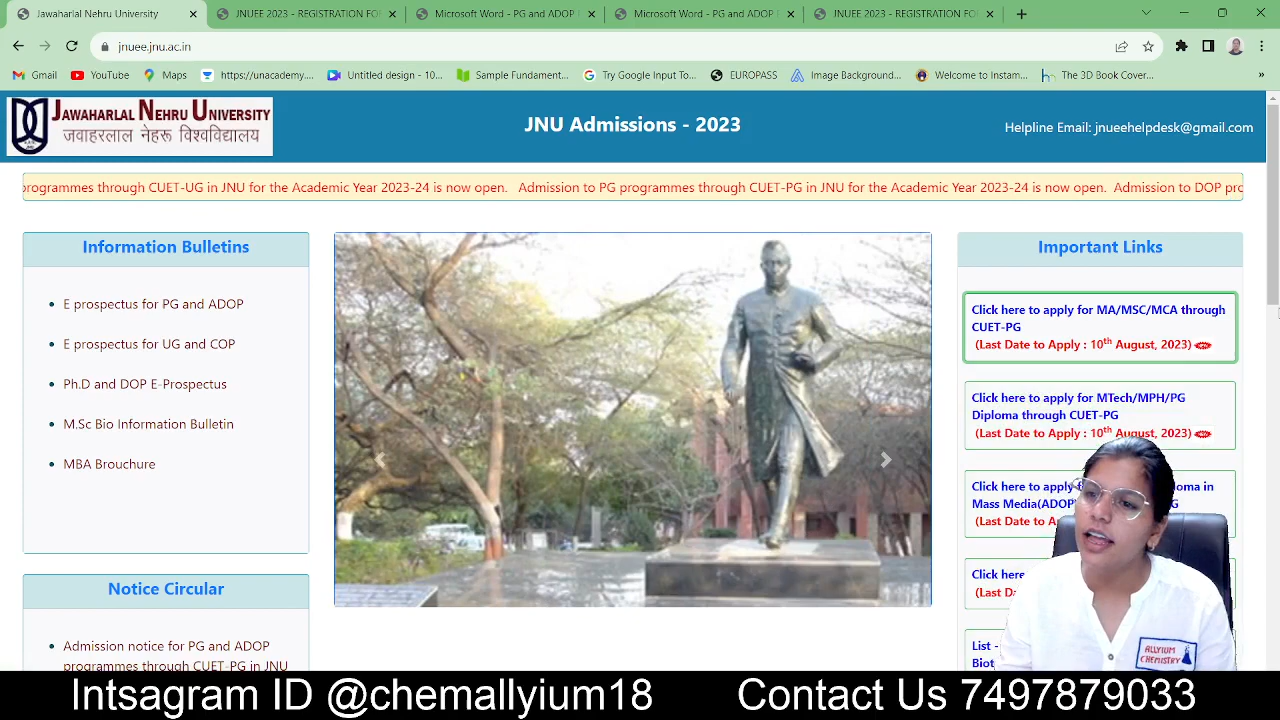 Jawaharlal Nehru University
JNUEE 2023 - REGISTRATION FO
Microsoft Word - PG and ADOP
Microsoft Word - PG and ADOP
JNUEE 2023 - REGISTRATION FO
jnuee.jnu.ac.in
Gmail
YouTube
Maps
https://unacademy....
Untitled design - 10...
Sample Fundament...
Try Google Input To...
EUROPASS
Image Background...
Welcome to Instam...
The 3D Book Cover...
JAWAHARLAL NEHRU UNIVERSITY
जवाहरलाल नेहरू विश्वविद्यालय
JNU Admissions - 2023
Helpline Email: jnueehelpdesk@gmail.com
programmes through CUET-UG in JNU for the Academic Year 2023-24 is now open. Admission to PG programmes through CUET-PG in JNU for the Academic Year 2023-24 is now open. Admission to DOP pro
Information Bulletins
E prospectus for PG and ADOP
E prospectus for UG and COP
Ph.D and DOP E-Prospectus
M.Sc Bio Information Bulletin
MBA Brouchure
Notice Circular
Admission notice for PG and ADOP
programmes through CUET-PG in JNU
Important Links
Click here to apply for MA/MSC/MCA through
CUET-PG
(Last Date to Apply : 10th August, 2023)
Click here to apply for MTech/MPH/PG
Diploma through CUET-PG
(Last Date to Apply : 10th August, 2023)
Click here to apply
oma in
Mass Media(ADOP)
(Last Date to
Click here
(Last
List -
ALLYIUM
CHEMISTRY
Intsagram ID @chemallyium18
Contact Us 7497879033